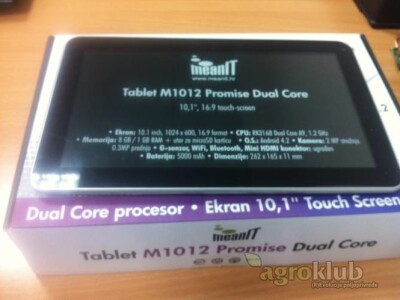 meanIT
www.meanit.tv
Tablet M1012 Promise Dual Core
10,1", 16:9 touch-screen
• Ekran: 10.1 inch, 1024 x 600, 16:9 format • CPU: RK3168 Dual Core A9, 1.2 GHz
• Memorija: 8 GB / 1 GB RAM + utor za microSD karticu • O.S.: Android 4.2 • Kamera: 2 MP stražnja
0.3MP prednja • G-sensor, WiFi, Bluetooth, Mini HDMI konektor: ugrađen
• Baterija: 5000 mAh • Dimenzije: 262 x 165 x 11 mm
Dual Core procesor • Ekran 10,1" Touch Screen
meanIT
Tablet M1012 Promise Dual Core
agroklub